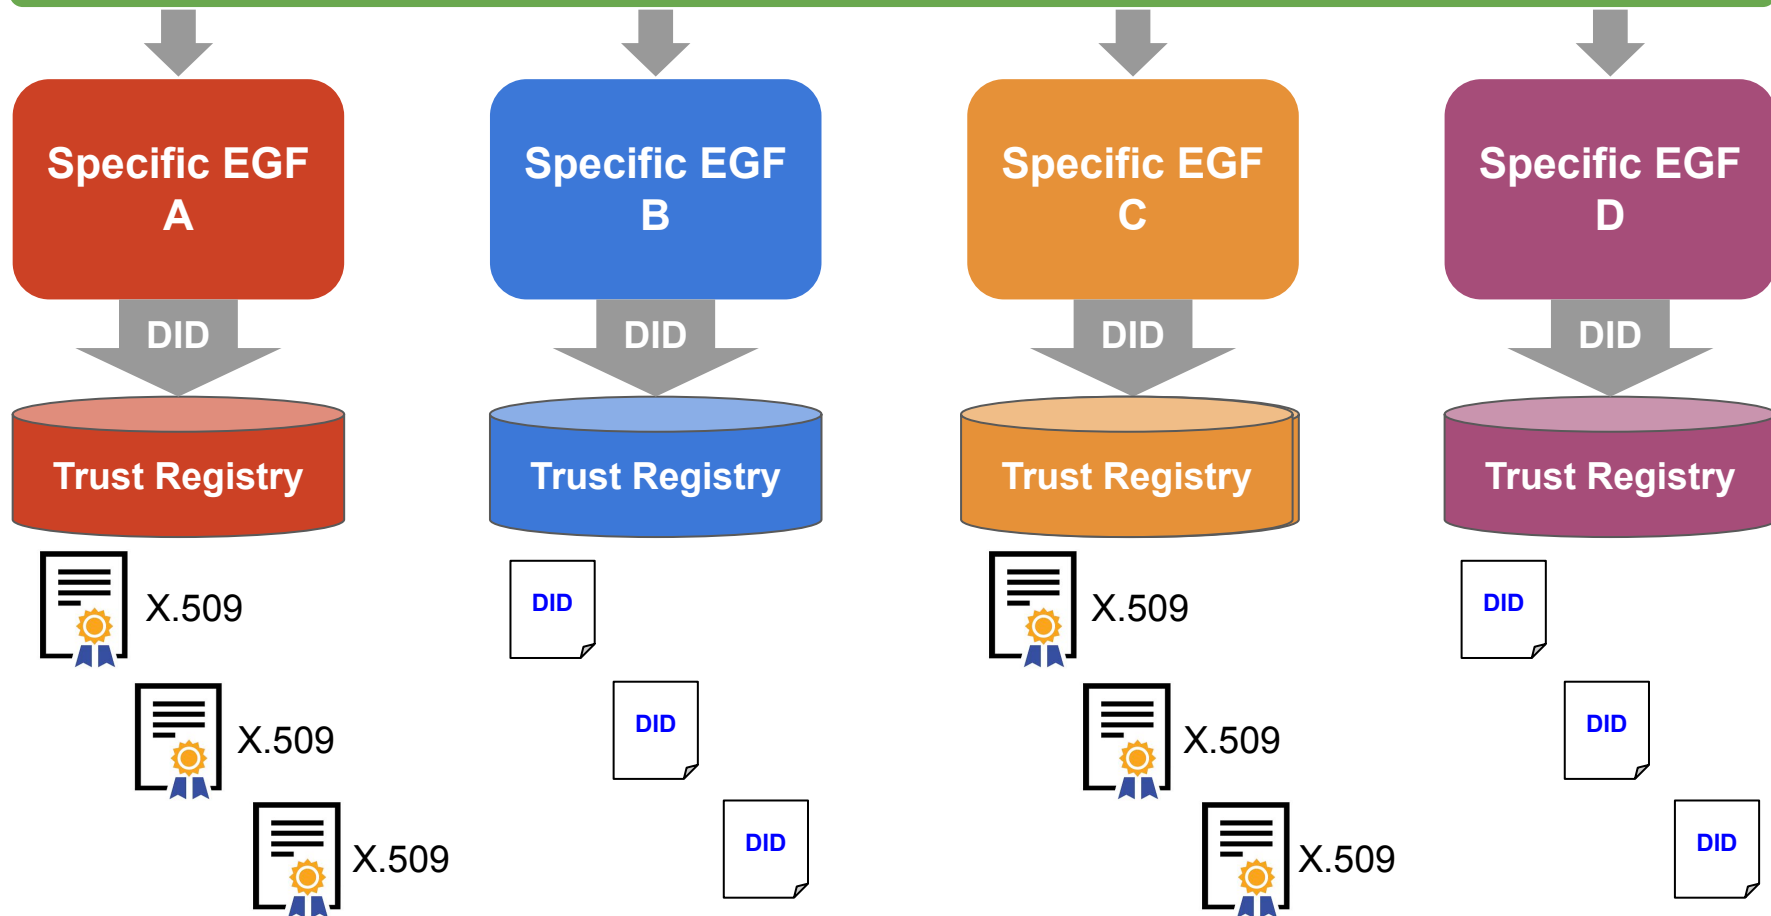 Specific EGF
A
Specific EGF
B
Specific EGF
C
Specific EGF
D
DID
DID
DID
DID
Trust Registry
Trust Registry
Trust Registry
Trust Registry
X.509
DID
X.509
DID
X.509
DID
X.509
DID
X.509
DID
X.509
DID